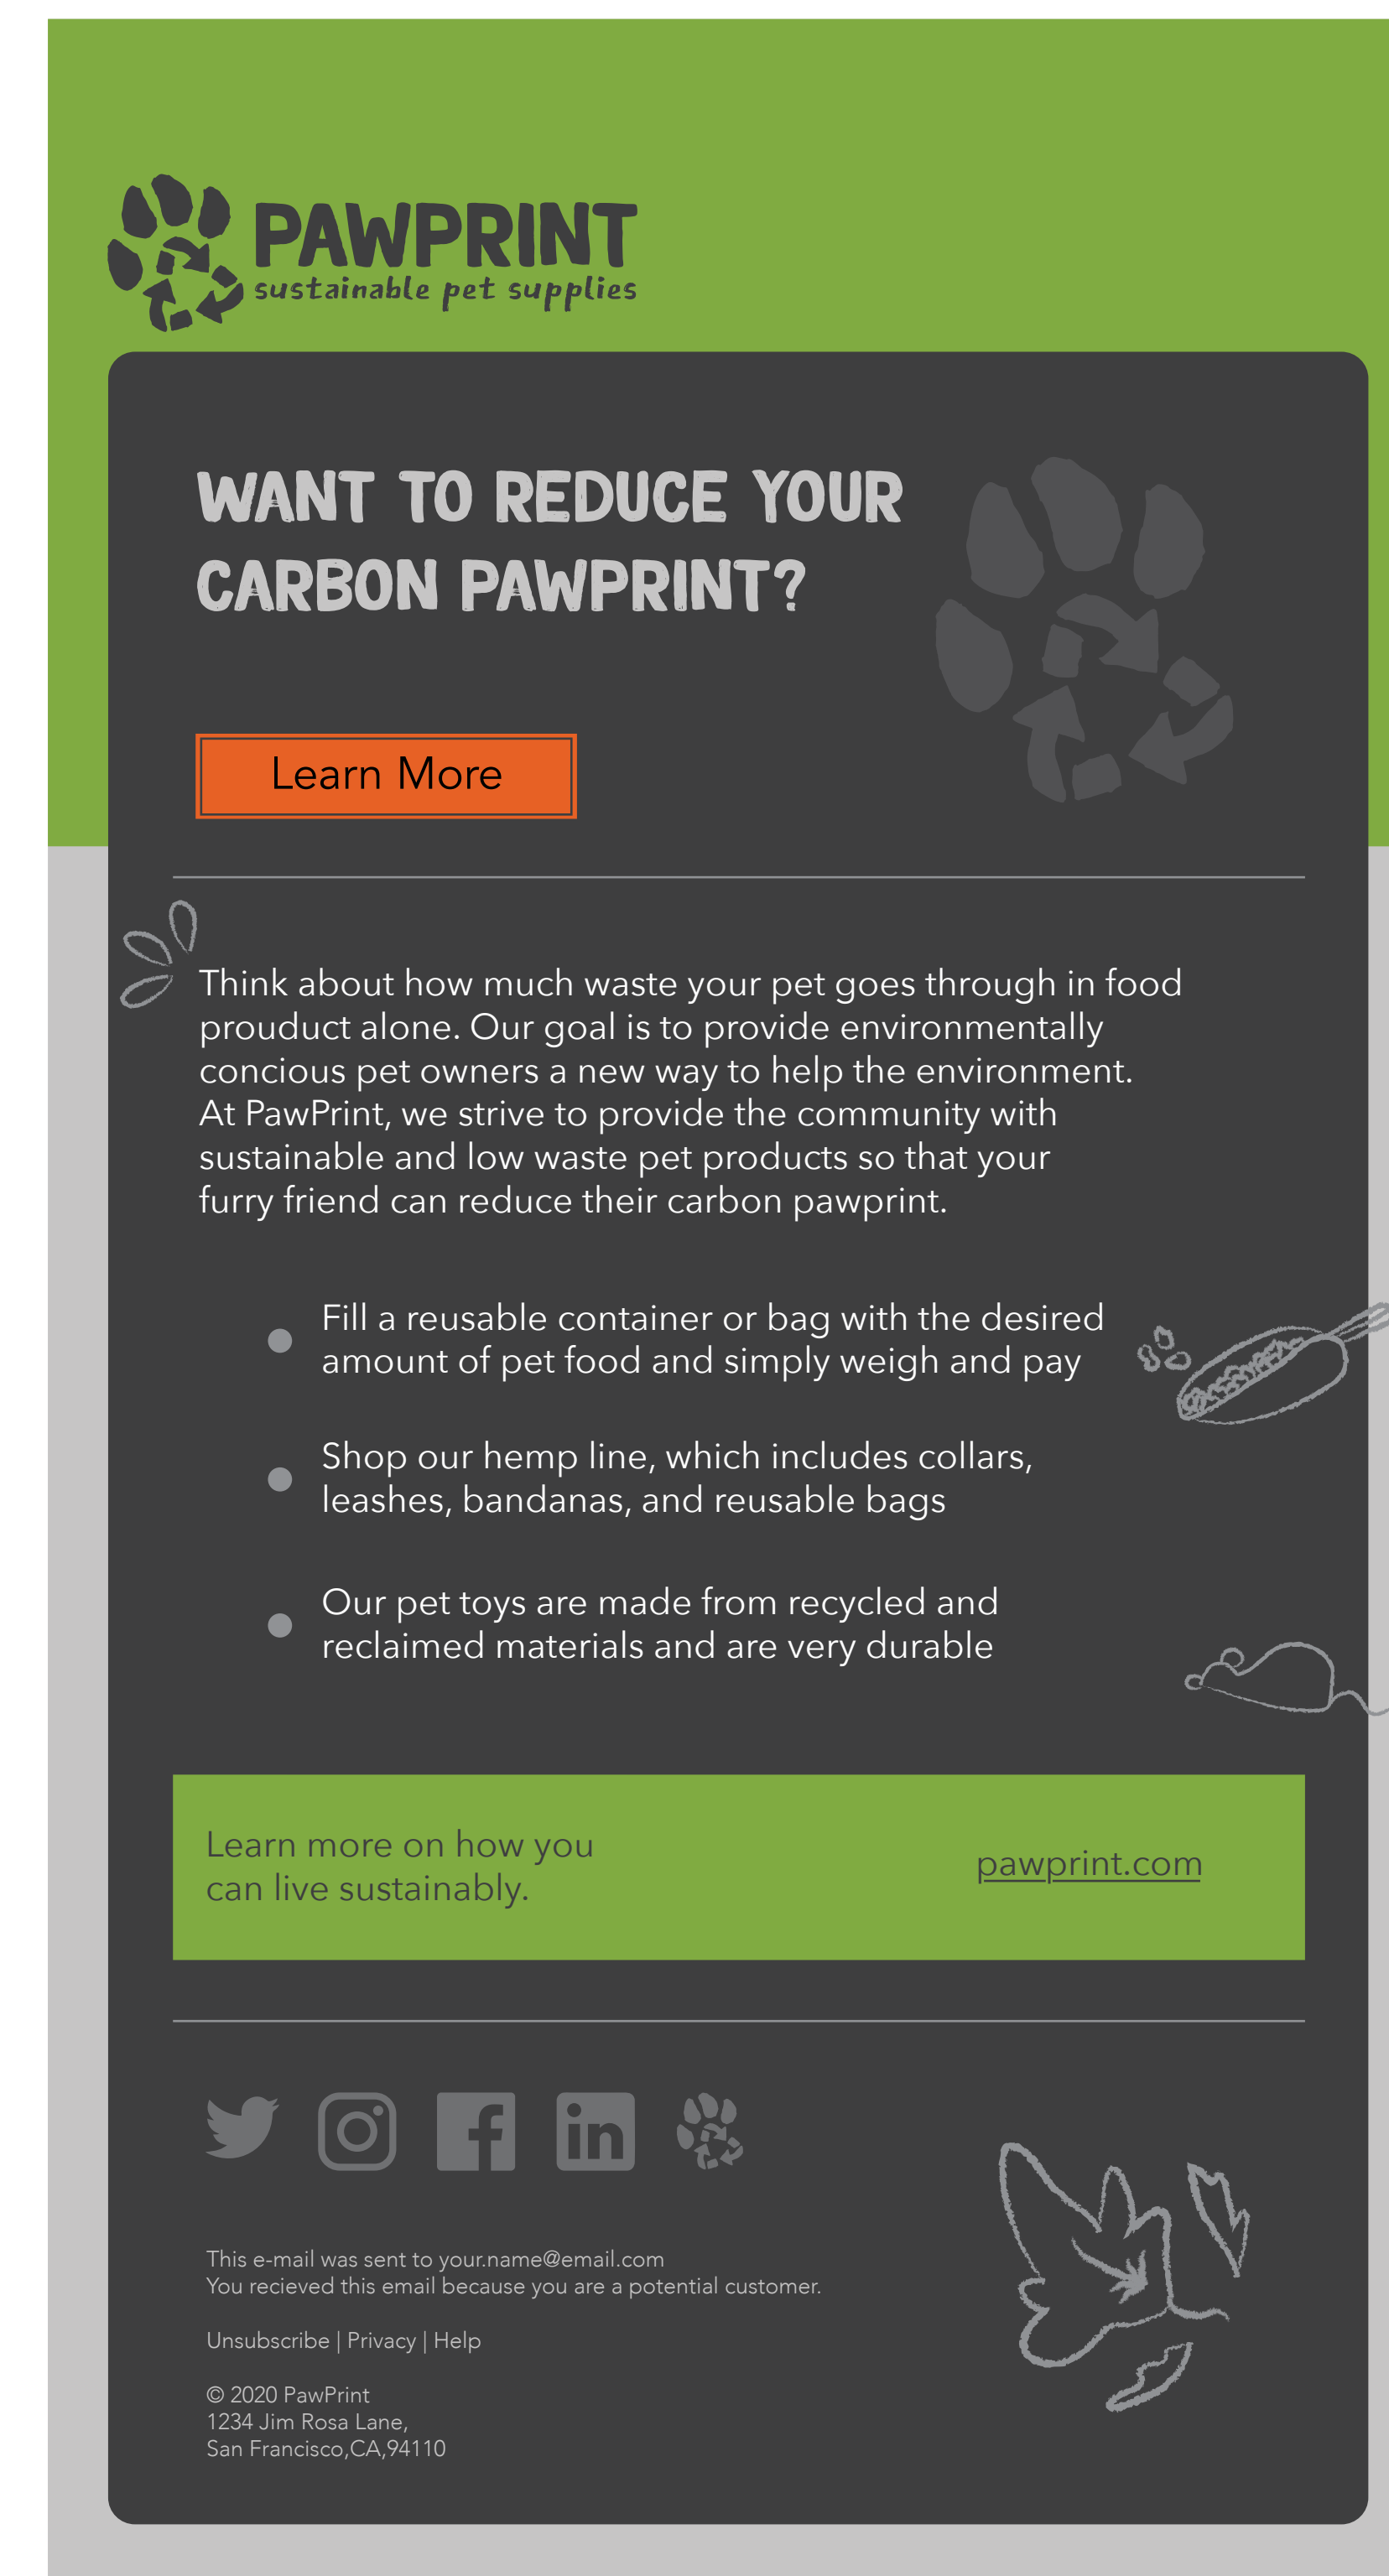 PAWPRINT
sustainable pet supplies
WANT TO REDUCE YOUR
CARBON PAWPRINT?
Learn More
Think about how much waste your pet goes through in food
prouduct alone. Our goal is to provide environmentally
concious pet owners a new way to help the environment.
At PawPrint, we strive to provide the community with
sustainable and low waste pet products so that your
furry friend can reduce their carbon pawprint.
Fill a reusable container or bag with the desired
amount of pet food and simply weigh and pay
Shop our hemp line, which includes collars,
leashes, bandanas, and reusable bags
Our pet toys are made from recycled and
reclaimed materials and are very durable
Learn more on how you
can live sustainably.
pawprint.com
This e-mail was sent to your.name@email.com
You recieved this email because you are a potential customer.
Unsubscribe | Privacy | Help
© 2020 PawPrint
1234 Jim Rosa Lane,
San Francisco,CA,94110